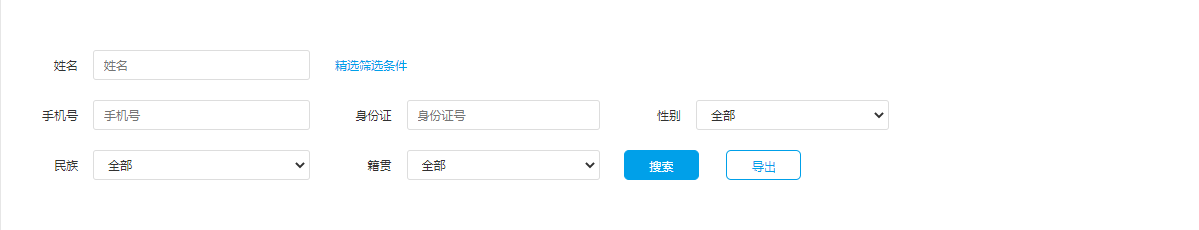 姓名 姓名 精选筛选条件
手机号 手机号 身份证 身份证号 性别 全部
民族 全部 籍贯 全部 搜索 导出